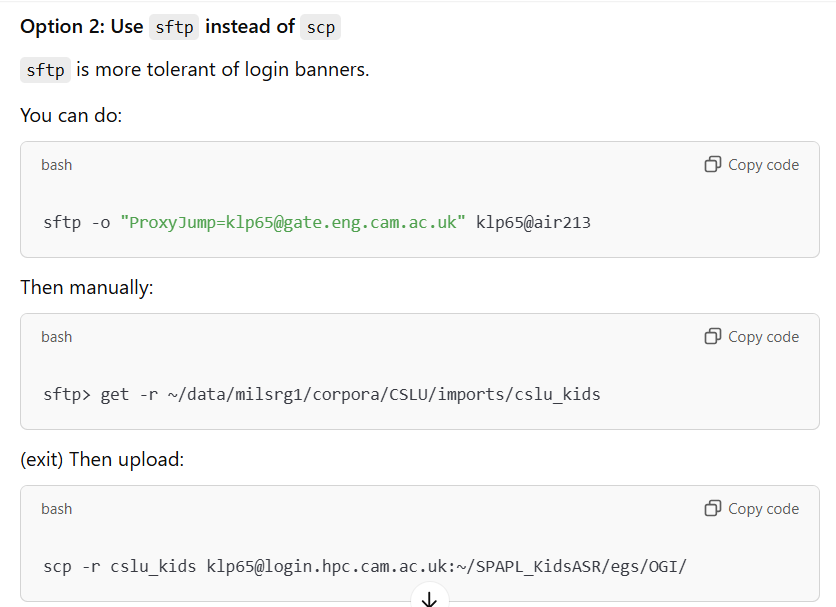 Option 2: Use sftp instead of scp
sftp is more tolerant of login banners.
You can do:
bash
Copy code
sftp -o "ProxyJump=klp65@gate.eng.cam.ac.uk" klp65@air213
Then manually:
bash
Copy code
sftp> get -r ~/data/milsrg1/corpora/CSLU/imports/cslu_kids
(exit) Then upload:
bash
Copy code
scp -r cslu_kids klp65@login.hpc.cam.ac.uk:~/SPAPL_KidsASR/egs/OGI/